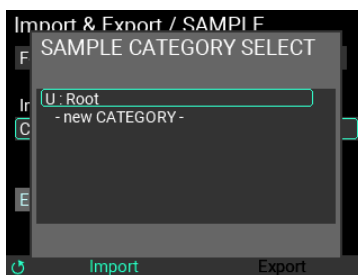 Import & Export / SAMPLE
SAMPLE CATEGORY SELECT
U : Root
- new CATEGORY -
Import
Export